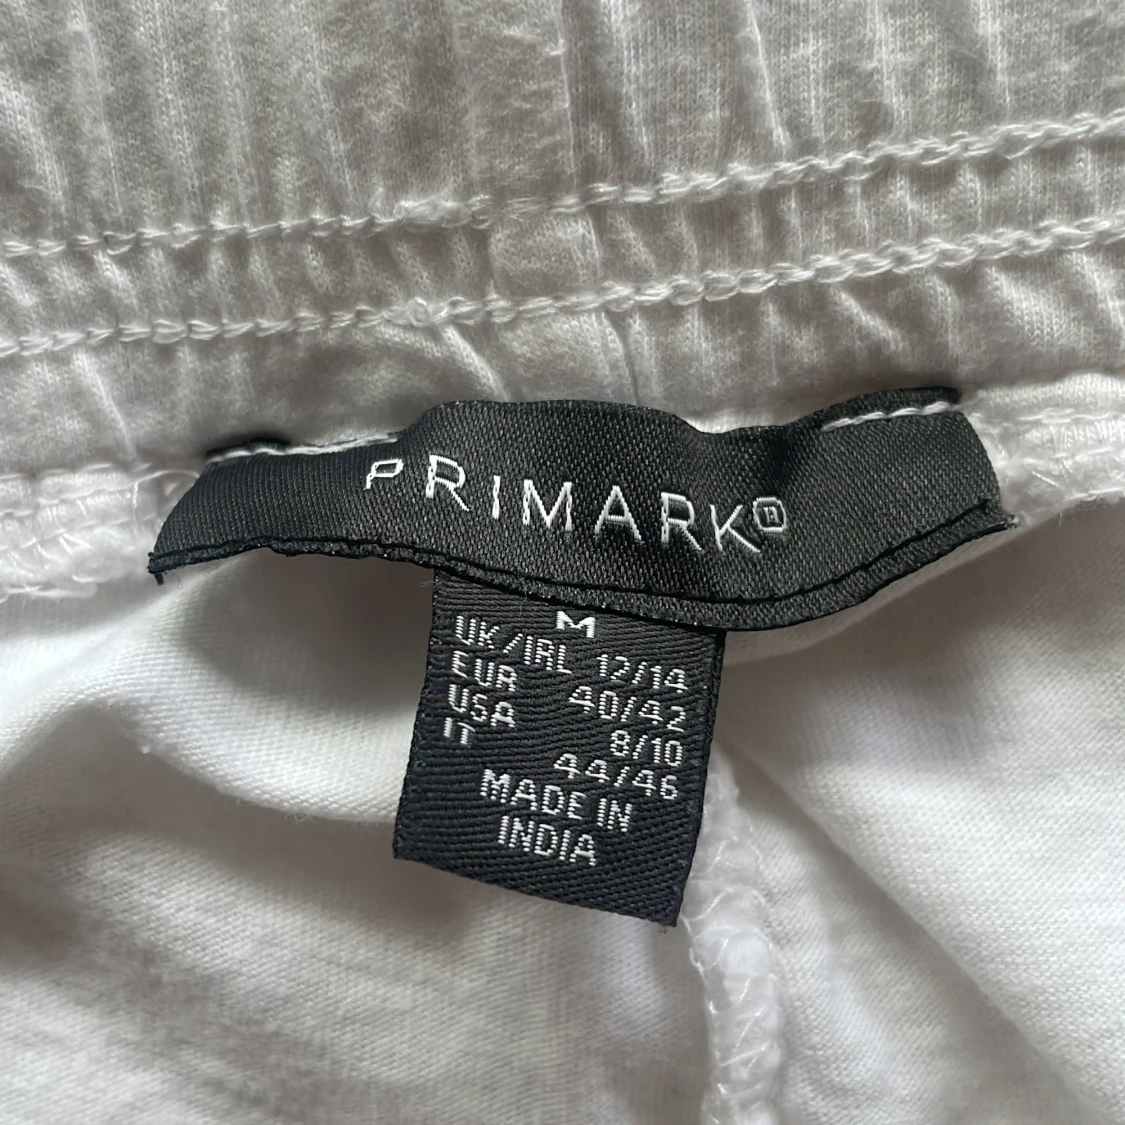 PRIMARK®
M
UK/IRL 12/14
EUR 40/42
USA 8/10
IT 44/46
MADE IN
INDIA